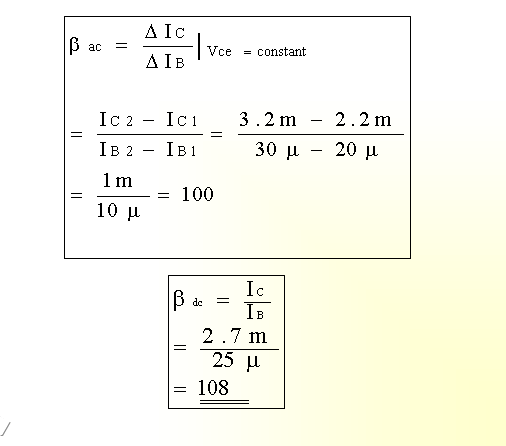 β ac = Δ IC / Δ IB | Vce = constant
= IC 2 − IC 1 / IB 2 − IB 1 = 3 . 2 m − 2 . 2 m / 30 μ − 20 μ
= 1 m / 10 μ = 100
β dc = IC / IB
= 2 . 7 m / 25 μ
= 108
/